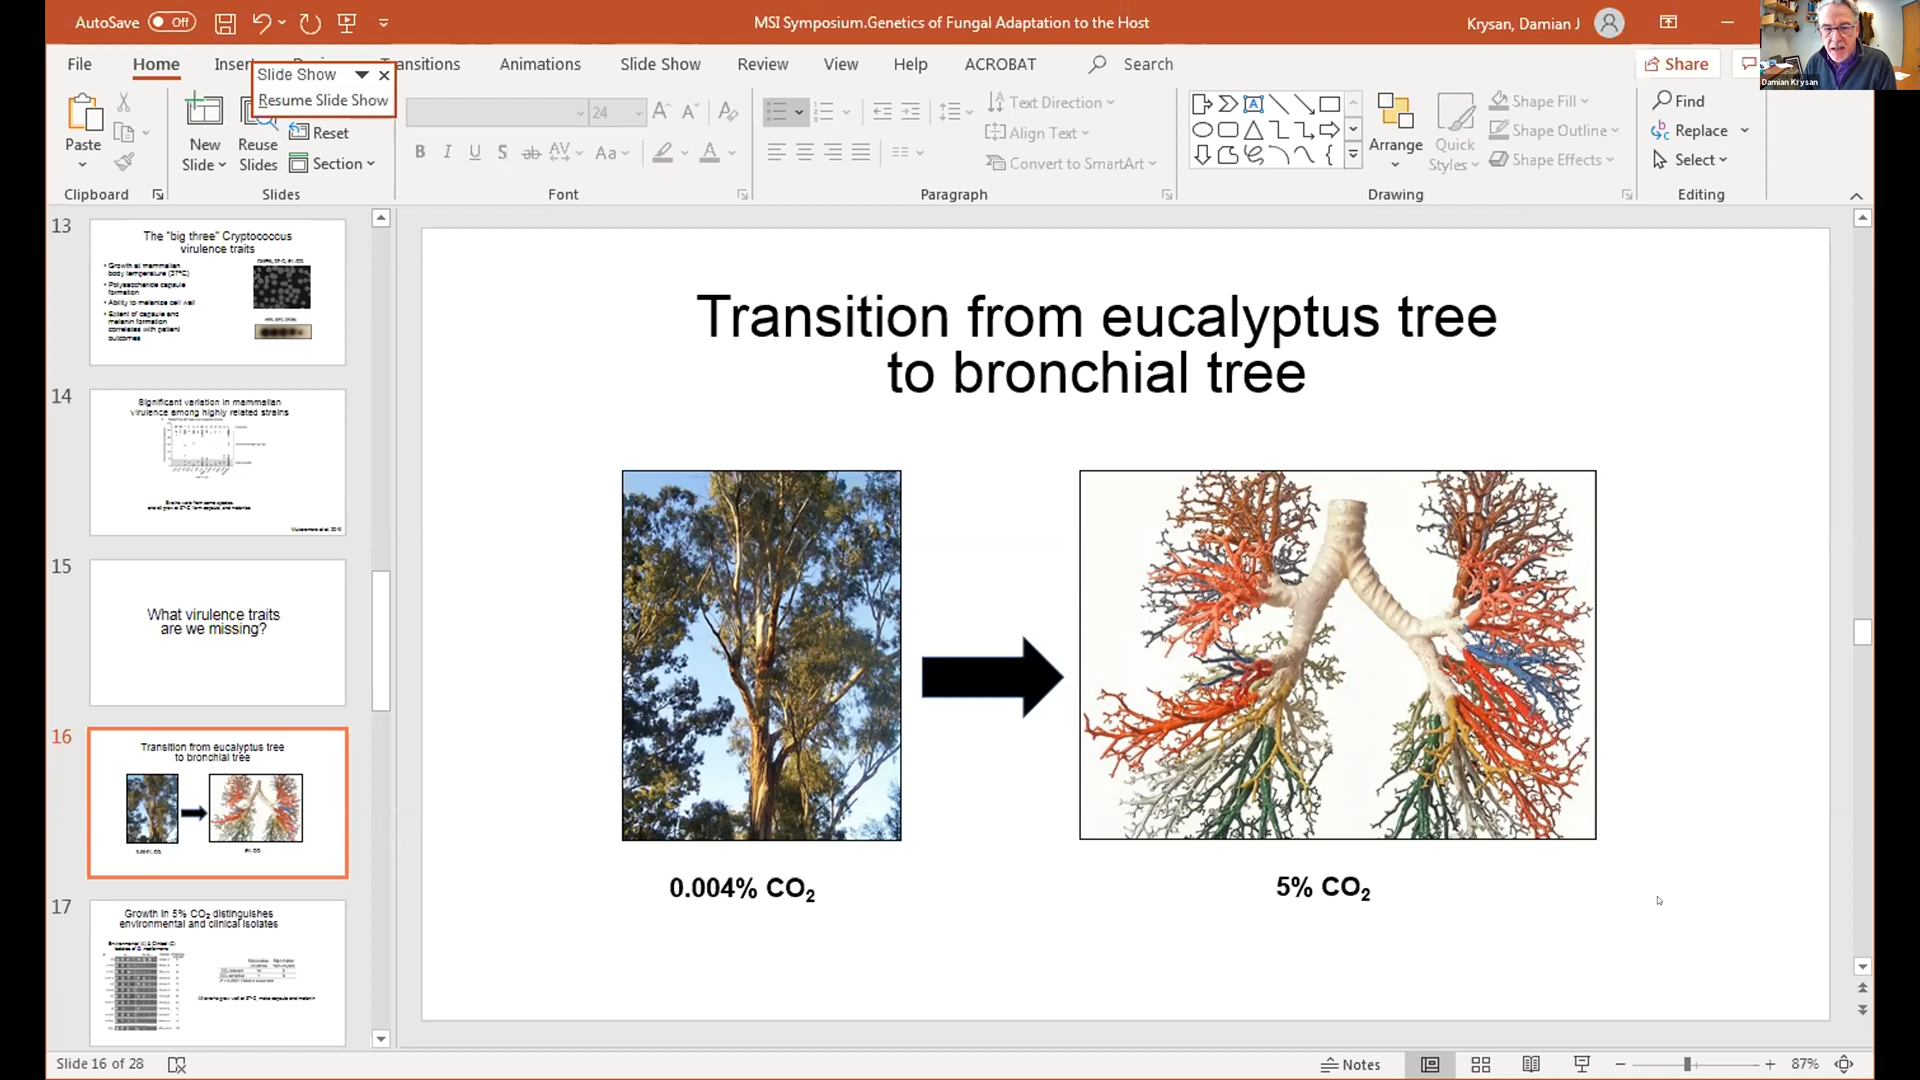 AutoSave Off
MSI Symposium.Genetics of Fungal Adaptation to the Host
Krysan, Damian J
Damian Krysan
File Home Insert Transitions Animations Slide Show Review View Help ACROBAT Search
Share
Slide Show
Resume Slide Show
Paste
New Slide
Reuse Slides
Reset
Section
24
Text Direction
Align Text
Convert to SmartArt
Arrange
Quick Styles
Shape Fill
Shape Outline
Shape Effects
Find
Replace
Select
Clipboard Slides Font Paragraph Drawing Editing
13
The "big three" Cryptococcus
virulence traits
• Growth at mammalian
body temperature (37°C)
• Polysaccharide capsule
formation
• Ability to melanize cell wall
• Extent of capsule and
melanin formation
correlates with patient
outcomes
14
Significant variation in mammalian
virulence among highly related strains
15
What virulence traits
are we missing?
16
Transition from eucalyptus tree
to bronchial tree
17
Growth in 5% CO2 distinguishes
environmental and clinical isolates
Transition from eucalyptus tree
to bronchial tree
0.004% CO2
5% CO2
Slide 16 of 28
Notes
87%